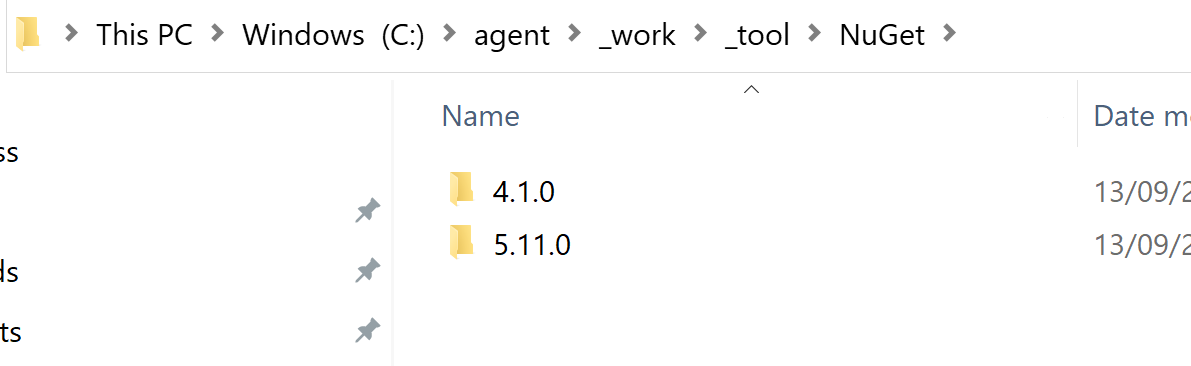 This PC Windows (C:) agent _work _tool NuGet
Name Date m
ss
4.1.0 13/09/2
5.11.0 13/09/2
ds
ts